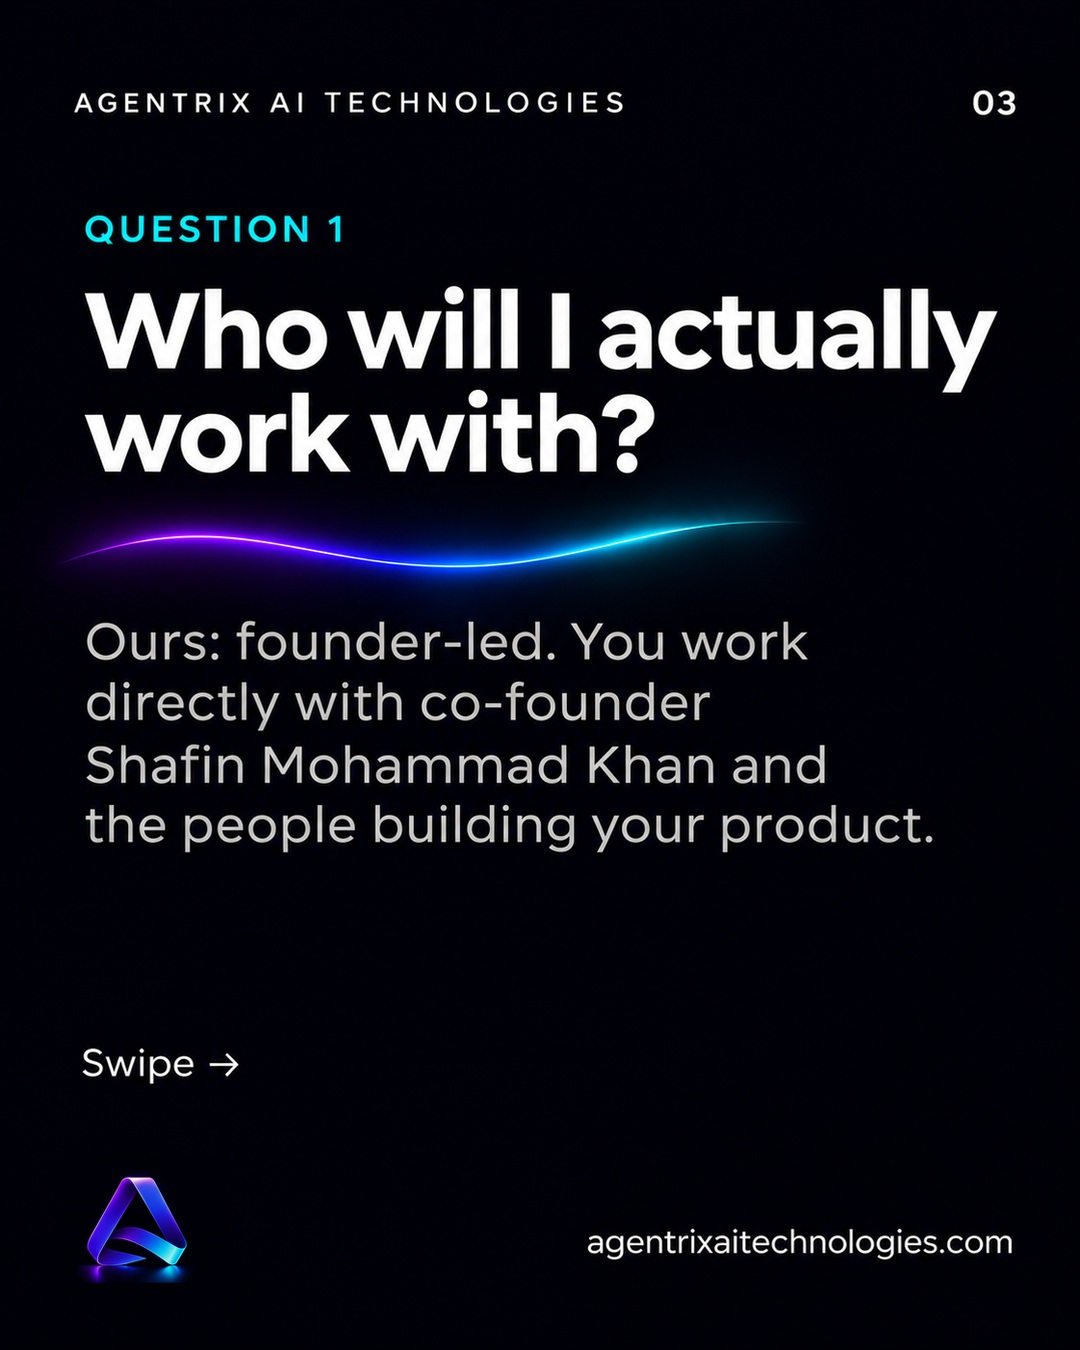 AGENTRIX AI TECHNOLOGIES
03
QUESTION 1
Who will I actually
work with?
Ours: founder-led. You work
directly with co-founder
Shafin Mohammad Khan and
the people building your product.
Swipe →
agentrixaitechnologies.com